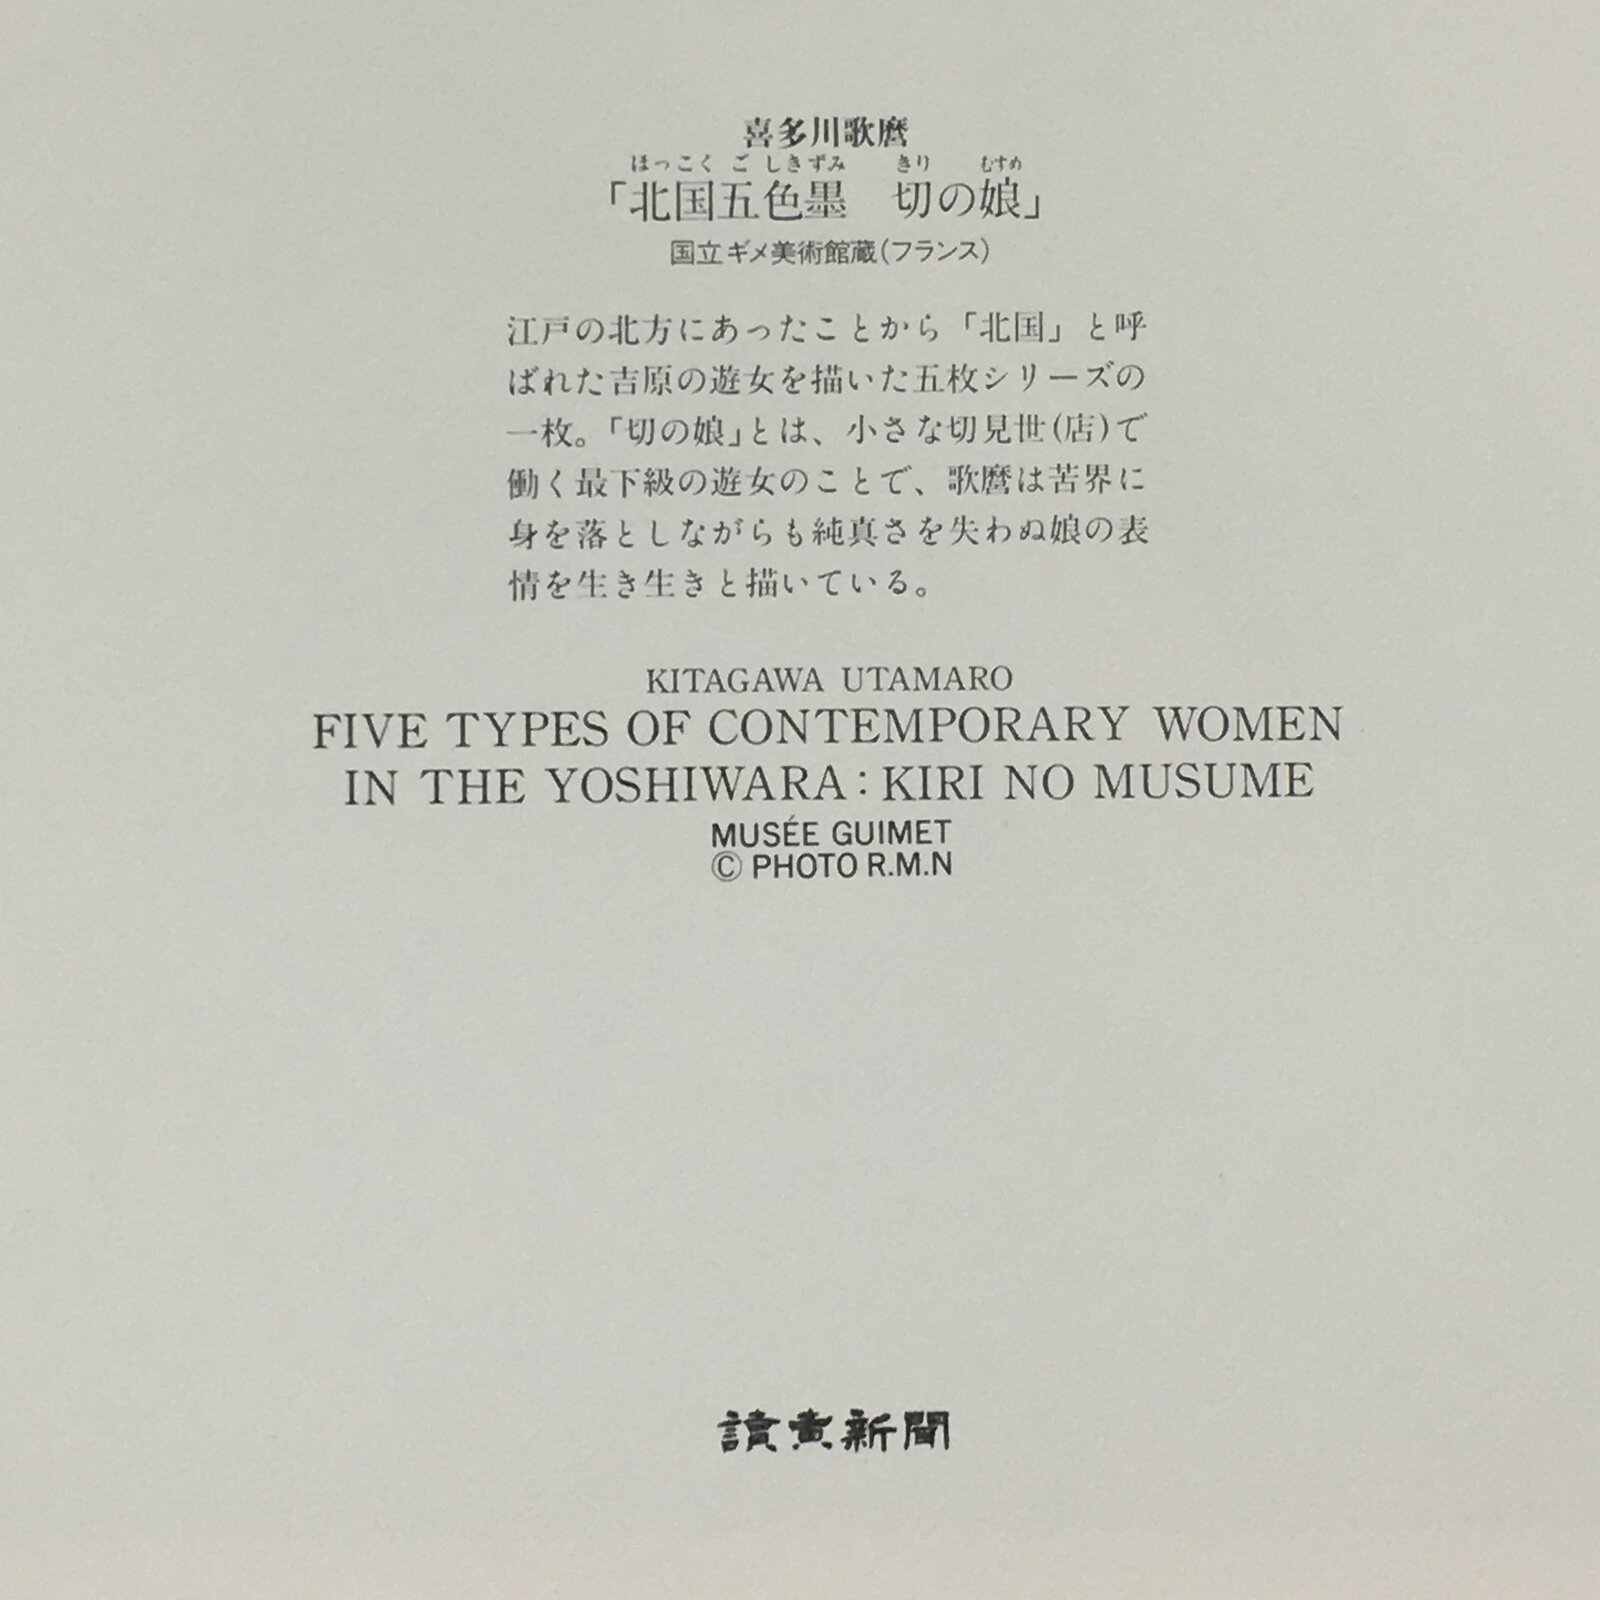 喜多川歌麿
ほっこく ご しきずみ きり むすめ
「北国五色墨 切の娘」
国立ギメ美術館蔵(フランス)
江戸の北方にあったことから「北国」と呼
ばれた吉原の遊女を描いた五枚シリーズの
一枚。「切の娘」とは、小さな切見世(店)で
働く最下級の遊女のことで、歌麿は苦界に
身を落としながらも純真さを失わぬ娘の表
情を生き生きと描いている。
KITAGAWA UTAMARO
FIVE TYPES OF CONTEMPORARY WOMEN
IN THE YOSHIWARA : KIRI NO MUSUME
MUSÉE GUIMET
© PHOTO R.M.N
讀賣新聞